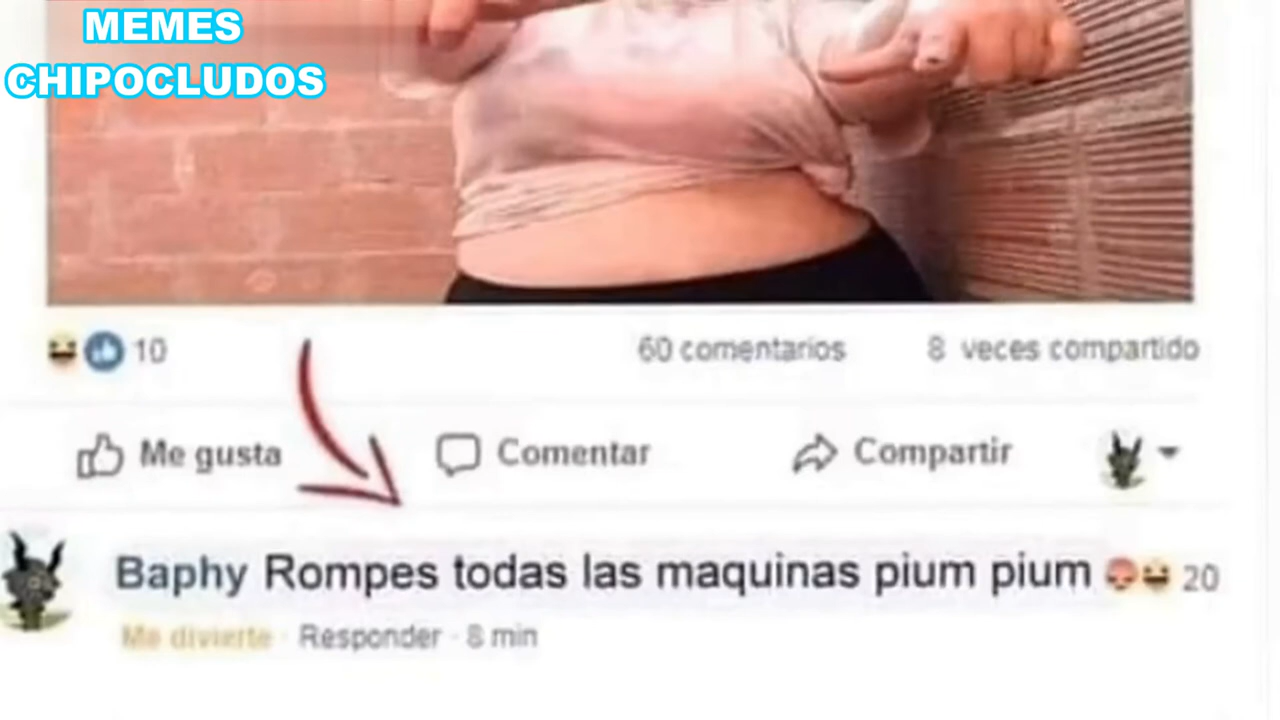 MEMES
CHIPOCLUDOS
10 60 comentarios 8 veces compartido
Me gusta Comentar Compartir
Baphy Rompes todas las maquinas pium pium 20
Me divierte · Responder · 8 min